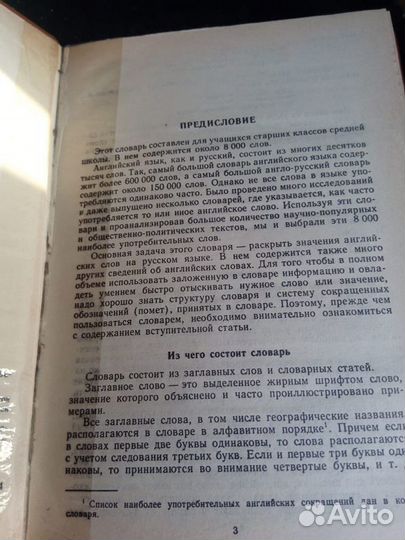 ПРЕДИСЛОВИЕ
Этот словарь составлен для учащихся старших классов средней
школы. В нем содержится около 8 000 слов.
Английский язык, как и русский, состоит из многих десятков
тысяч слов. Так, самый большой словарь английского языка содер-
жит более 600 000 слов, а самый большой англо-русский словарь
содержит около 150 000 слов. Однако не все слова в языке упо-
требляются одинаково часто. Было проведено много исследований
и даже выпущено несколько словарей, где указывается, как часто
употребляется то или иное английское слово. Используя эти сло-
вари и проанализировав большое количество научно-популярных
и общественно-политических текстов, мы и выбрали эти 8 000
наиболее употребительных слов.
Основная задача этого словаря — раскрыть значения англий-
ских слов на русском языке. В нем содержится также много
других сведений об английских словах. Для того чтобы в полном
объеме использовать заложенную в словаре информацию и овла-
деть умением быстро отыскивать нужное слово или значение,
надо хорошо знать структуру словаря и систему сокращенных
обозначений (помет), принятых в словаре. Поэтому, прежде чем
пользоваться словарем, необходимо внимательно ознакомиться
с содержанием вступительной статьи.
Из чего состоит словарь
Словарь состоит из заглавных слов и словарных статей.
Заглавное слово — это выделенное жирным шрифтом слово,
значение которого объяснено и часто проиллюстрировано при-
мерами.
Все заглавные слова, в том числе географические названия,
располагаются в словаре в алфавитном порядке¹. Причем если
в словах первые две буквы одинаковы, то слова располагаются
с учетом следования третьих букв. Если и первые три буквы оди-
наковы, то принимаются во внимание четвертые буквы, и т.
¹ Список наиболее употребительных английских сокращений дан в ко
словаря.
3
Avito